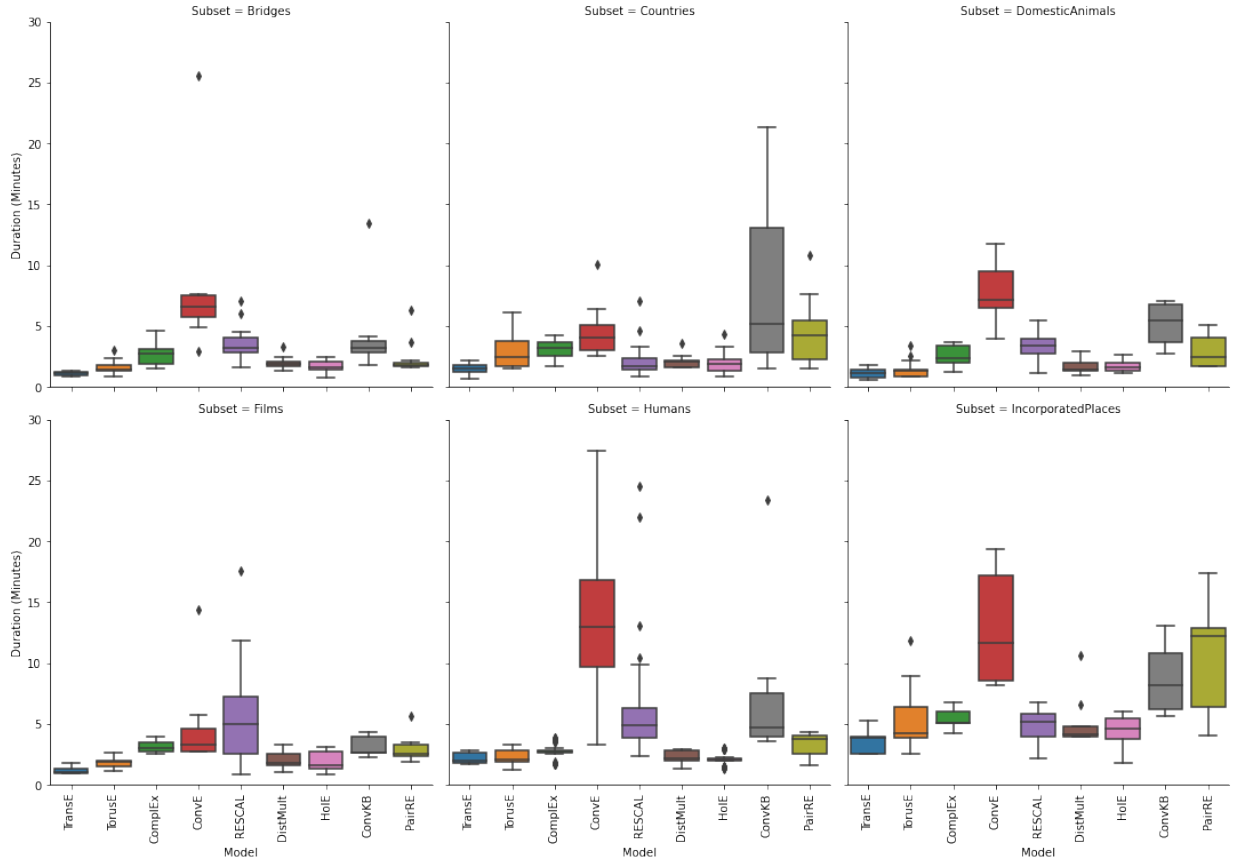 Subset = Bridges
Subset = Countries
Subset = DomesticAnimals
30
25
20
15
10
5
0
Duration (Minutes)
Subset = Films
Subset = Humans
Subset = IncorporatedPlaces
30
25
20
15
10
5
0
Duration (Minutes)
TransE
TorusE
ComplEx
ConvE
RESCAL
DistMult
HolE
ConvKB
PairRE
Model
TransE
TorusE
ComplEx
ConvE
RESCAL
DistMult
HolE
ConvKB
PairRE
Model
TransE
TorusE
ComplEx
ConvE
RESCAL
DistMult
HolE
ConvKB
PairRE
Model